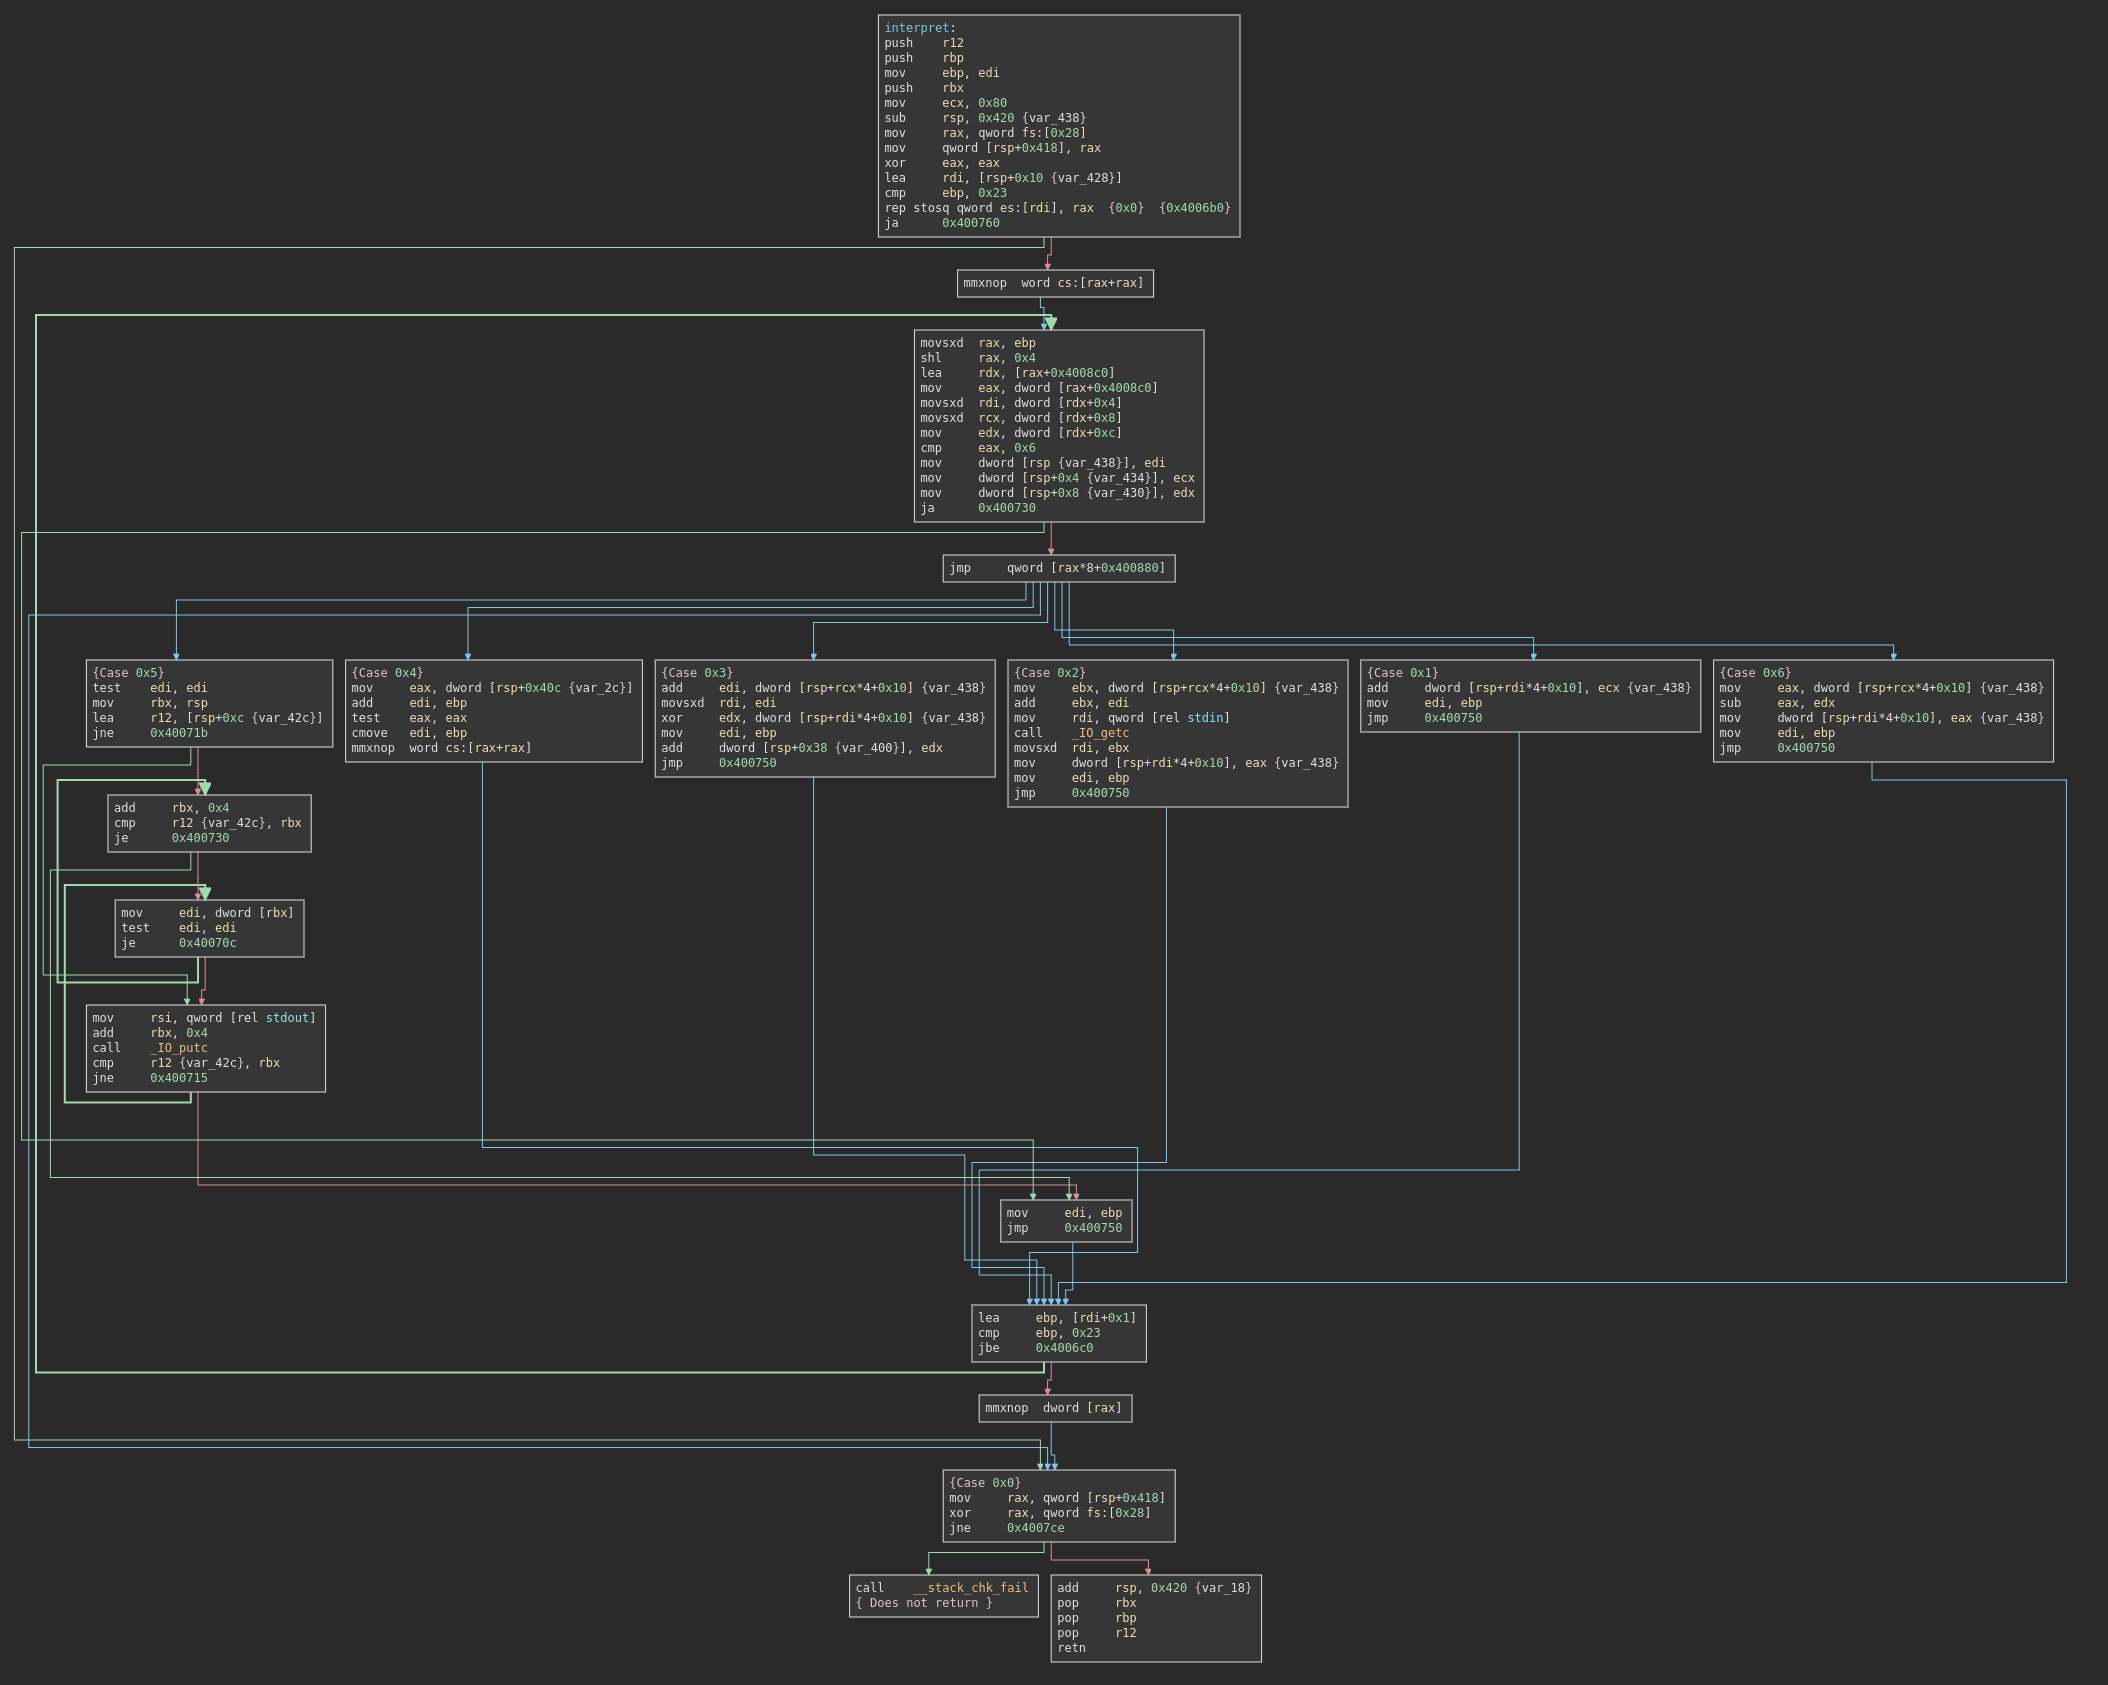 interpret:
push r12
push rbp
mov ebp, edi
push rbx
mov ecx, 0x80
sub rsp, 0x420 {var_438}
mov rax, qword fs:[0x28]
mov qword [rsp+0x418], rax
xor eax, eax
lea rdi, [rsp+0x10 {var_428}]
cmp ebp, 0x23
rep stosq qword es:[rdi], rax {0x0} {0x4006b0}
ja 0x400760
mmxnop word cs:[rax+rax]
movsxd rax, ebp
shl rax, 0x4
lea rdx, [rax+0x4008c0]
mov eax, dword [rax+0x4008c0]
movsxd rdi, dword [rdx+0x4]
movsxd rcx, dword [rdx+0x8]
mov edx, dword [rdx+0xc]
cmp eax, 0x6
mov dword [rsp {var_438}], edi
mov dword [rsp+0x4 {var_434}], ecx
mov dword [rsp+0x8 {var_430}], edx
ja 0x400730
jmp qword [rax*8+0x400880]
{Case 0x5}
test edi, edi
mov rbx, rsp
lea r12, [rsp+0xc {var_42c}]
jne 0x40071b
{Case 0x4}
mov eax, dword [rsp+0x40c {var_2c}]
add edi, ebp
test eax, eax
cmove edi, ebp
mmxnop word cs:[rax+rax]
{Case 0x3}
add edi, dword [rsp+rcx*4+0x10] {var_438}
movsxd rdi, edi
xor edx, dword [rsp+rdi*4+0x10] {var_438}
mov edi, ebp
add dword [rsp+0x38 {var_400}], edx
jmp 0x400750
{Case 0x2}
mov ebx, dword [rsp+rcx*4+0x10] {var_438}
add ebx, edi
mov rdi, qword [rel stdin]
call _IO_getc
movsxd rdi, ebx
mov dword [rsp+rdi*4+0x10], eax {var_438}
mov edi, ebp
jmp 0x400750
{Case 0x1}
add dword [rsp+rdi*4+0x10], ecx {var_438}
mov edi, ebp
jmp 0x400750
{Case 0x6}
mov eax, dword [rsp+rcx*4+0x10] {var_438}
sub eax, edx
mov dword [rsp+rdi*4+0x10], eax {var_438}
mov edi, ebp
jmp 0x400750
add rbx, 0x4
cmp r12 {var_42c}, rbx
je 0x400730
mov edi, dword [rbx]
test edi, edi
je 0x40070c
mov rsi, qword [rel stdout]
add rbx, 0x4
call _IO_putc
cmp r12 {var_42c}, rbx
jne 0x400715
mov edi, ebp
jmp 0x400750
lea ebp, [rdi+0x1]
cmp ebp, 0x23
jbe 0x4006c0
mmxnop dword [rax]
{Case 0x0}
mov rax, qword [rsp+0x418]
xor rax, qword fs:[0x28]
jne 0x4007ce
call __stack_chk_fail
{ Does not return }
add rsp, 0x420 {var_18}
pop rbx
pop rbp
pop r12
retn